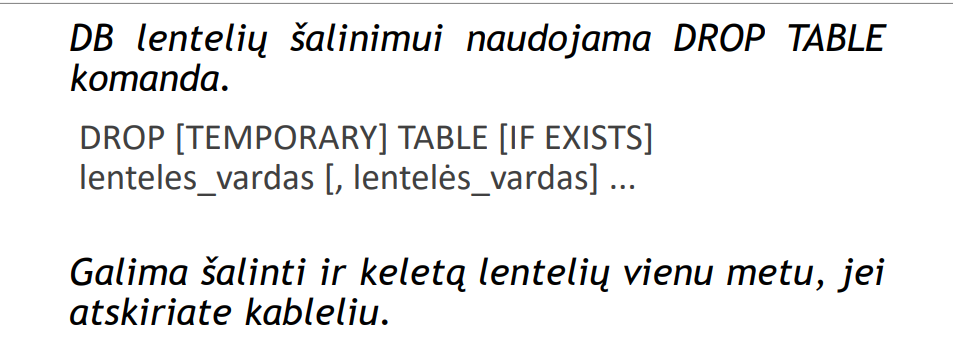 DB lentelių šalinimui naudojama DROP TABLE
komanda.
DROP [TEMPORARY] TABLE [IF EXISTS]
lenteles_vardas [, lentelės_vardas] ...
Galima šalinti ir keletą lentelių vienu metu, jei
atskiriate kableliu.